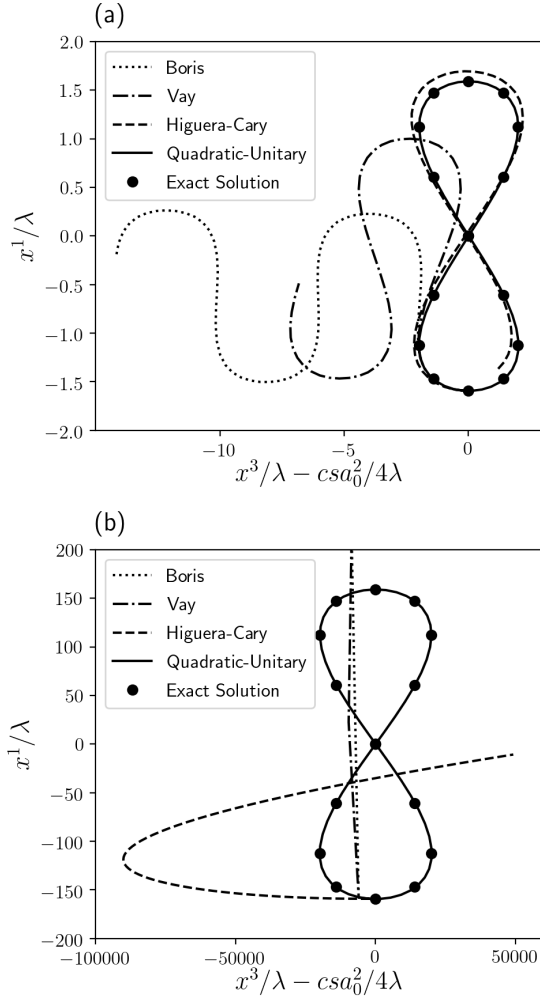 (a)
2.0
1.5
1.0
0.5
0.0
−0.5
−1.0
−1.5
−2.0
x¹/λ
Boris
Vay
Higuera-Cary
Quadratic-Unitary
Exact Solution
−10 −5 0
x³/λ − csa₀²/4λ
(b)
200
150
100
50
0
−50
−100
−150
−200
x¹/λ
Boris
Vay
Higuera-Cary
Quadratic-Unitary
Exact Solution
−100000 −50000 0 50000
x³/λ − csa₀²/4λ